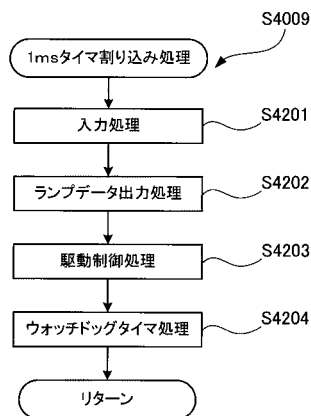 S4009
1msタイマ割り込み処理
入力処理
S4201
ランプデータ出力処理
S4202
駆動制御処理
S4203
ウォッチドッグタイマ処理
S4204
リターン